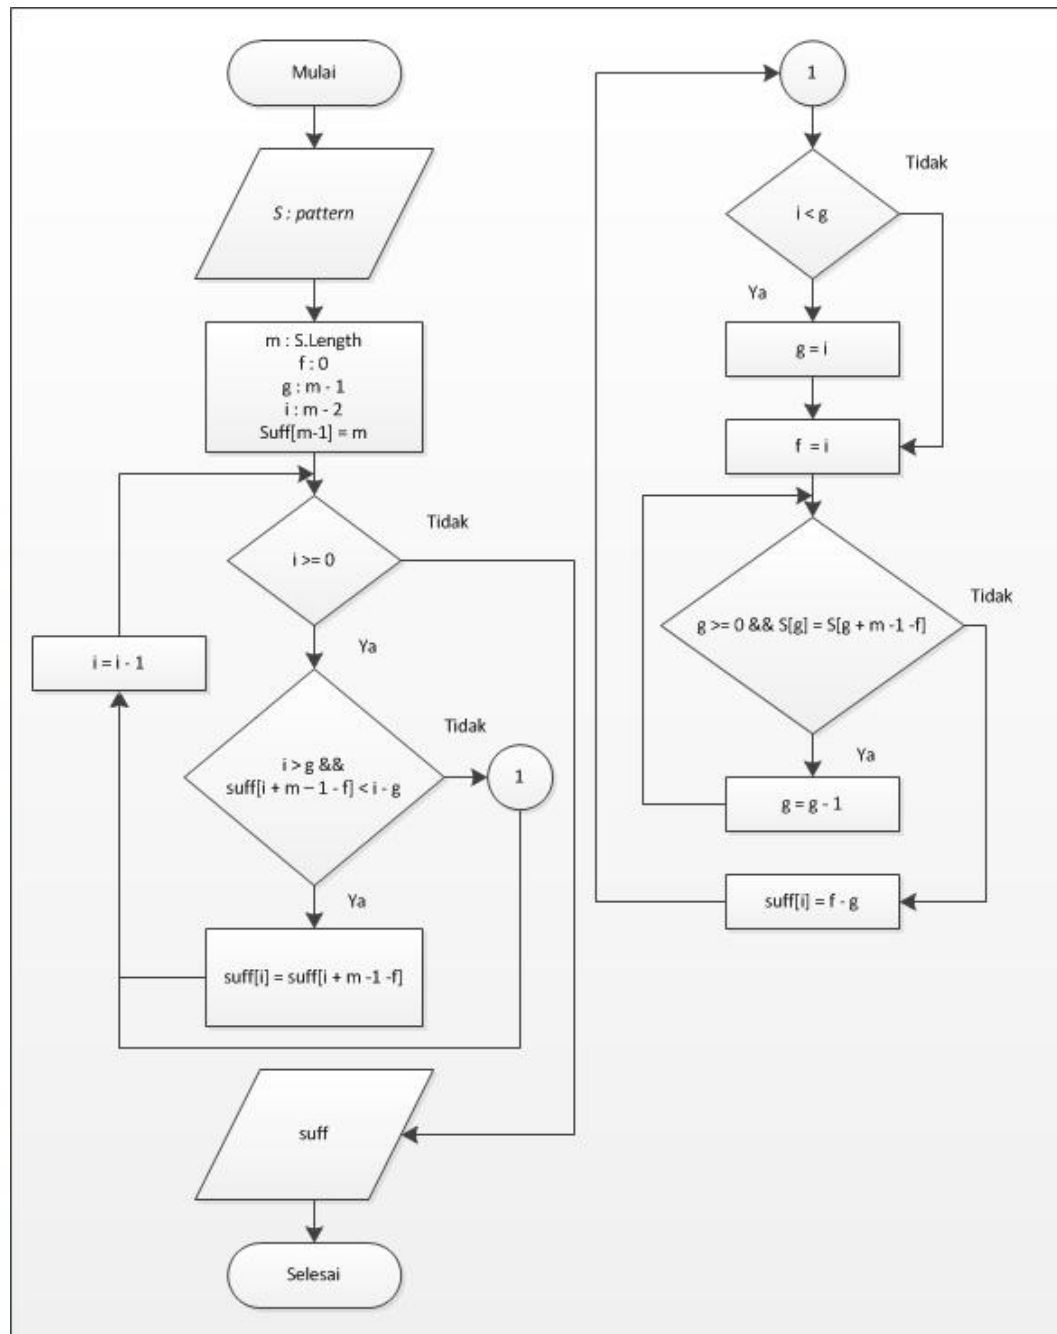 Mulai
S : pattern
m : S.Length
f : 0
g : m - 1
i : m - 2
Suff[m-1] = m
i >= 0
Tidak
Ya
i = i - 1
i > g &&
suff[i + m – 1 - f] < i - g
Tidak
1
Ya
suff[i] = suff[i + m -1 -f]
suff
Selesai
1
i < g
Tidak
Ya
g = i
f = i
g >= 0 && S[g] = S[g + m -1 -f]
Tidak
Ya
g = g - 1
suff[i] = f - g